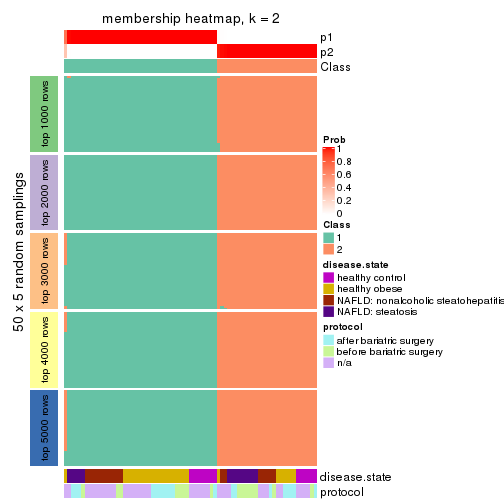 membership heatmap, k = 2
p1
p2
Class
50 x 5 random samplings
top 1000 rows
top 2000 rows
top 3000 rows
top 4000 rows
top 5000 rows
Prob
1
0.8
0.6
0.4
0.2
0
Class
1
2
disease.state
healthy control
healthy obese
NAFLD: nonalcoholic steatohepatitis
NAFLD: steatosis
protocol
after bariatric surgery
before bariatric surgery
n/a
disease.state
protocol